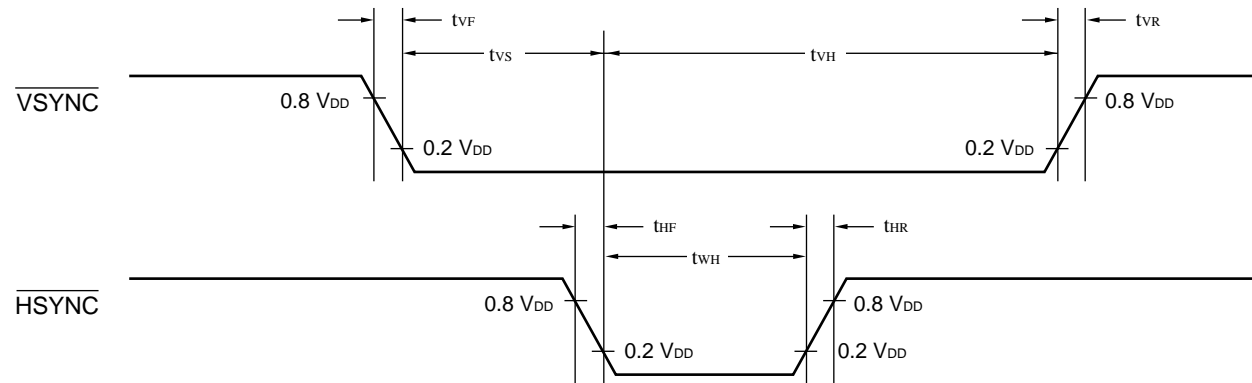 tVF
tVR
tVS
tVH
VSYNC
0.8 VDD
0.8 VDD
0.2 VDD
0.2 VDD
tHF
tHR
tWH
HSYNC
0.8 VDD
0.8 VDD
0.2 VDD
0.2 VDD